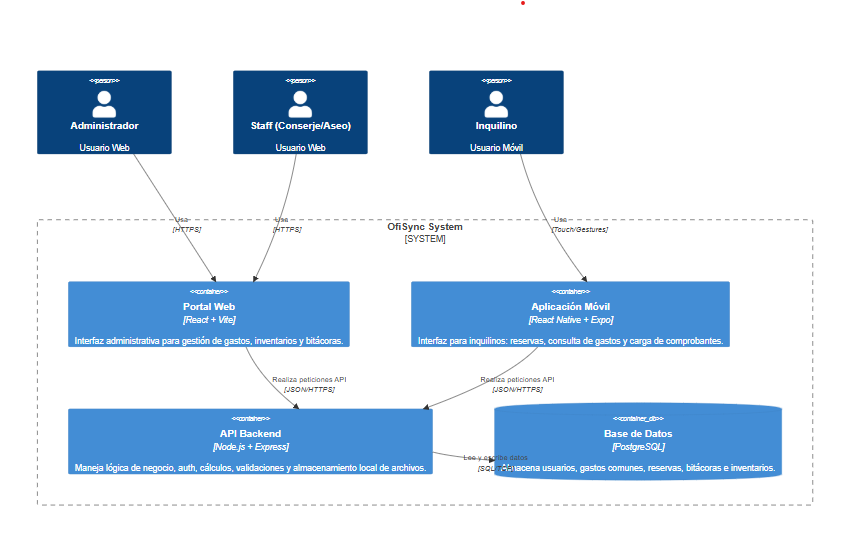 <<person>>
Administrador
Usuario Web
<<person>>
Staff (Conserje/Aseo)
Usuario Web
<<person>>
Inquilino
Usuario Móvil
Usa
[HTTPS]
Usa
[HTTPS]
Usa
[Touch/Gestures]
OfiSync System
[SYSTEM]
<<container>>
Portal Web
[React + Vite]
Interfaz administrativa para gestión de gastos, inventarios y bitácoras.
<<container>>
Aplicación Móvil
[React Native + Expo]
Interfaz para inquilinos: reservas, consulta de gastos y carga de comprobantes.
Realiza peticiones API
[JSON/HTTPS]
Realiza peticiones API
[JSON/HTTPS]
<<container>>
API Backend
[Node.js + Express]
Maneja lógica de negocio, auth, cálculos, validaciones y almacenamiento local de archivos.
Lee y escribe datos
<<container_db>>
Base de Datos
[PostgreSQL]
Almacena usuarios, gastos comunes, reservas, bitácoras e inventarios.